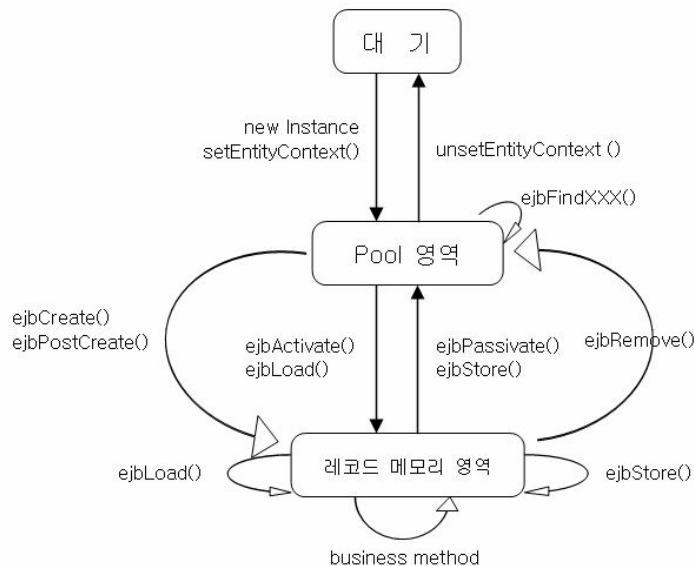 대 기
new Instance
setEntityContext()
unsetEntityContext ()
ejbFindXXX()
Pool 영역
ejbCreate()
ejbPostCreate()
ejbActivate()
ejbLoad()
ejbPassivate()
ejbStore()
ejbRemove()
레코드 메모리 영역
ejbLoad()
ejbStore()
business method